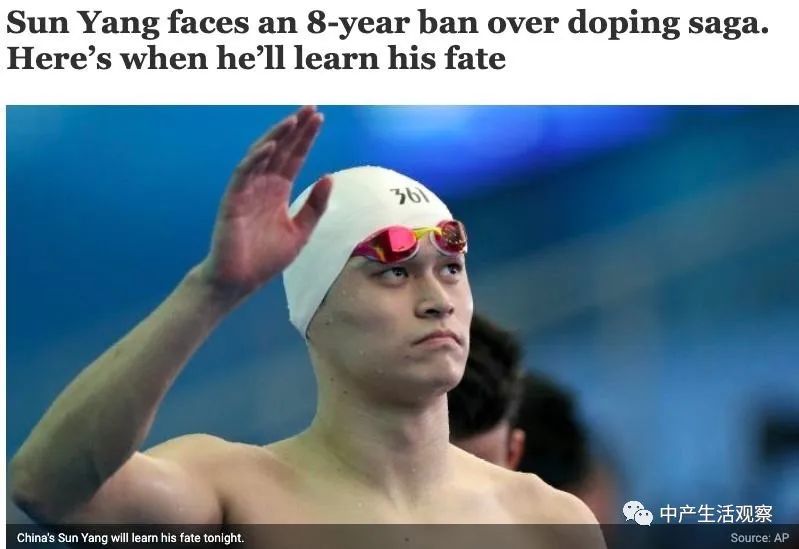 Sun Yang faces an 8-year ban over doping saga.
Here’s when he’ll learn his fate
361
中产生活观察
China's Sun Yang will learn his fate tonight.
Source: AP